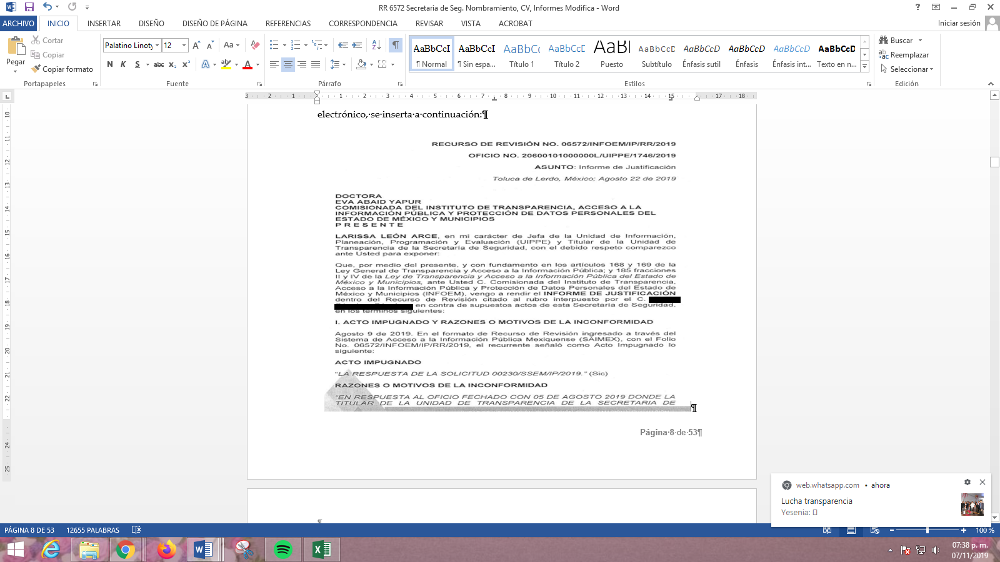 RR 6572 Secretaria de Seg. Nombramiento, CV, Informes Modifica - Word
ARCHIVO INICIO INSERTAR DISEÑO DISEÑO DE PÁGINA REFERENCIAS CORRESPONDENCIA REVISAR VISTA ACROBAT Iniciar sesión
Pegar
Cortar
Copiar
Copiar formato
Portapapeles
Palatino Linoty 12
N K S abc x₂ x²
Fuente
Párrafo
AaBbCcI AaBbCcI AaBbCc AaBbCcD AaBl AaBbCcD AaBbCcD AaBbCcD AaBbCcD AaBbCcD
¶ Normal ¶ Sin espa... Título 1 Título 2 Puesto Subtítulo Énfasis sutil Énfasis Énfasis int... Texto en n...
Estilos
Buscar
Reemplazar
Seleccionar
Edición
3 2 1 1 2 3 4 5 6 7 8 9 10 11 12 13 14 15 17 18
10
11
12
13
14
15
16
17
18
19
20
21
22
24
25
electrónico,·se·inserta·a·continuación:¶
RECURSO DE REVISIÓN NO. 06572/INFOEM/IP/RR/2019
OFICIO NO. 20600101000000L/UIPPE/1746/2019
ASUNTO: Informe de Justificación
Toluca de Lerdo, México; Agosto 22 de 2019
DOCTORA
EVA ABAID YAPUR
COMISIONADA DEL INSTITUTO DE TRANSPARENCIA, ACCESO A LA
INFORMACIÓN PÚBLICA Y PROTECCIÓN DE DATOS PERSONALES DEL
ESTADO DE MÉXICO Y MUNICIPIOS
P R E S E N T E
LARISSA LEÓN ARCE, en mi carácter de Jefa de la Unidad de Información,
Planeación, Programación y Evaluación (UIPPE) y Titular de la Unidad de
Transparencia de la Secretaría de Seguridad, con el debido respeto comparezco
ante Usted para exponer:
Que, por medio del presente, y con fundamento en los artículos 168 y 169 de la
Ley General de Transparencia y Acceso a la Información Pública; y 185 fracciones
II y IV de la Ley de Transparencia y Acceso a la Información Pública del Estado de
México y Municipios, ante Usted C. Comisionada del Instituto de Transparencia,
Acceso a la Información Pública y Protección de Datos Personales del Estado de
México y Municipios (INFOEM), vengo a rendir el INFORME DE JUSTIFICACIÓN
dentro del Recurso de Revisión citado al rubro interpuesto por el C.
en contra de supuestos actos de esta Secretaría de Seguridad,
en los términos siguientes:
I. ACTO IMPUGNADO Y RAZONES O MOTIVOS DE LA INCONFORMIDAD
Agosto 9 de 2019. En el formato de Recurso de Revisión ingresado a través del
Sistema de Acceso a la Información Pública Mexiquense (SAIMEX), con el Folio
No. 06572/INFOEM/IP/RR/2019, el recurrente señaló como Acto Impugnado lo
siguiente:
ACTO IMPUGNADO
"LA RESPUESTA DE LA SOLICITUD 00230/SSEM/IP/2019." (Sic)
RAZONES O MOTIVOS DE LA INCONFORMIDAD
"EN RESPUESTA AL OFICIO FECHADO CON 05 DE AGOSTO 2019 DONDE LA
TITULAR DE LA UNIDAD DE TRANSPARENCIA DE LA SECRETARIA DE
¶
Página·8·de·53¶
¶
web.whatsapp.com • ahora
Lucha transparencia
Yesenia:
PÁGINA 8 DE 53 12655 PALABRAS 100 %
07:38 p. m.
07/11/2019